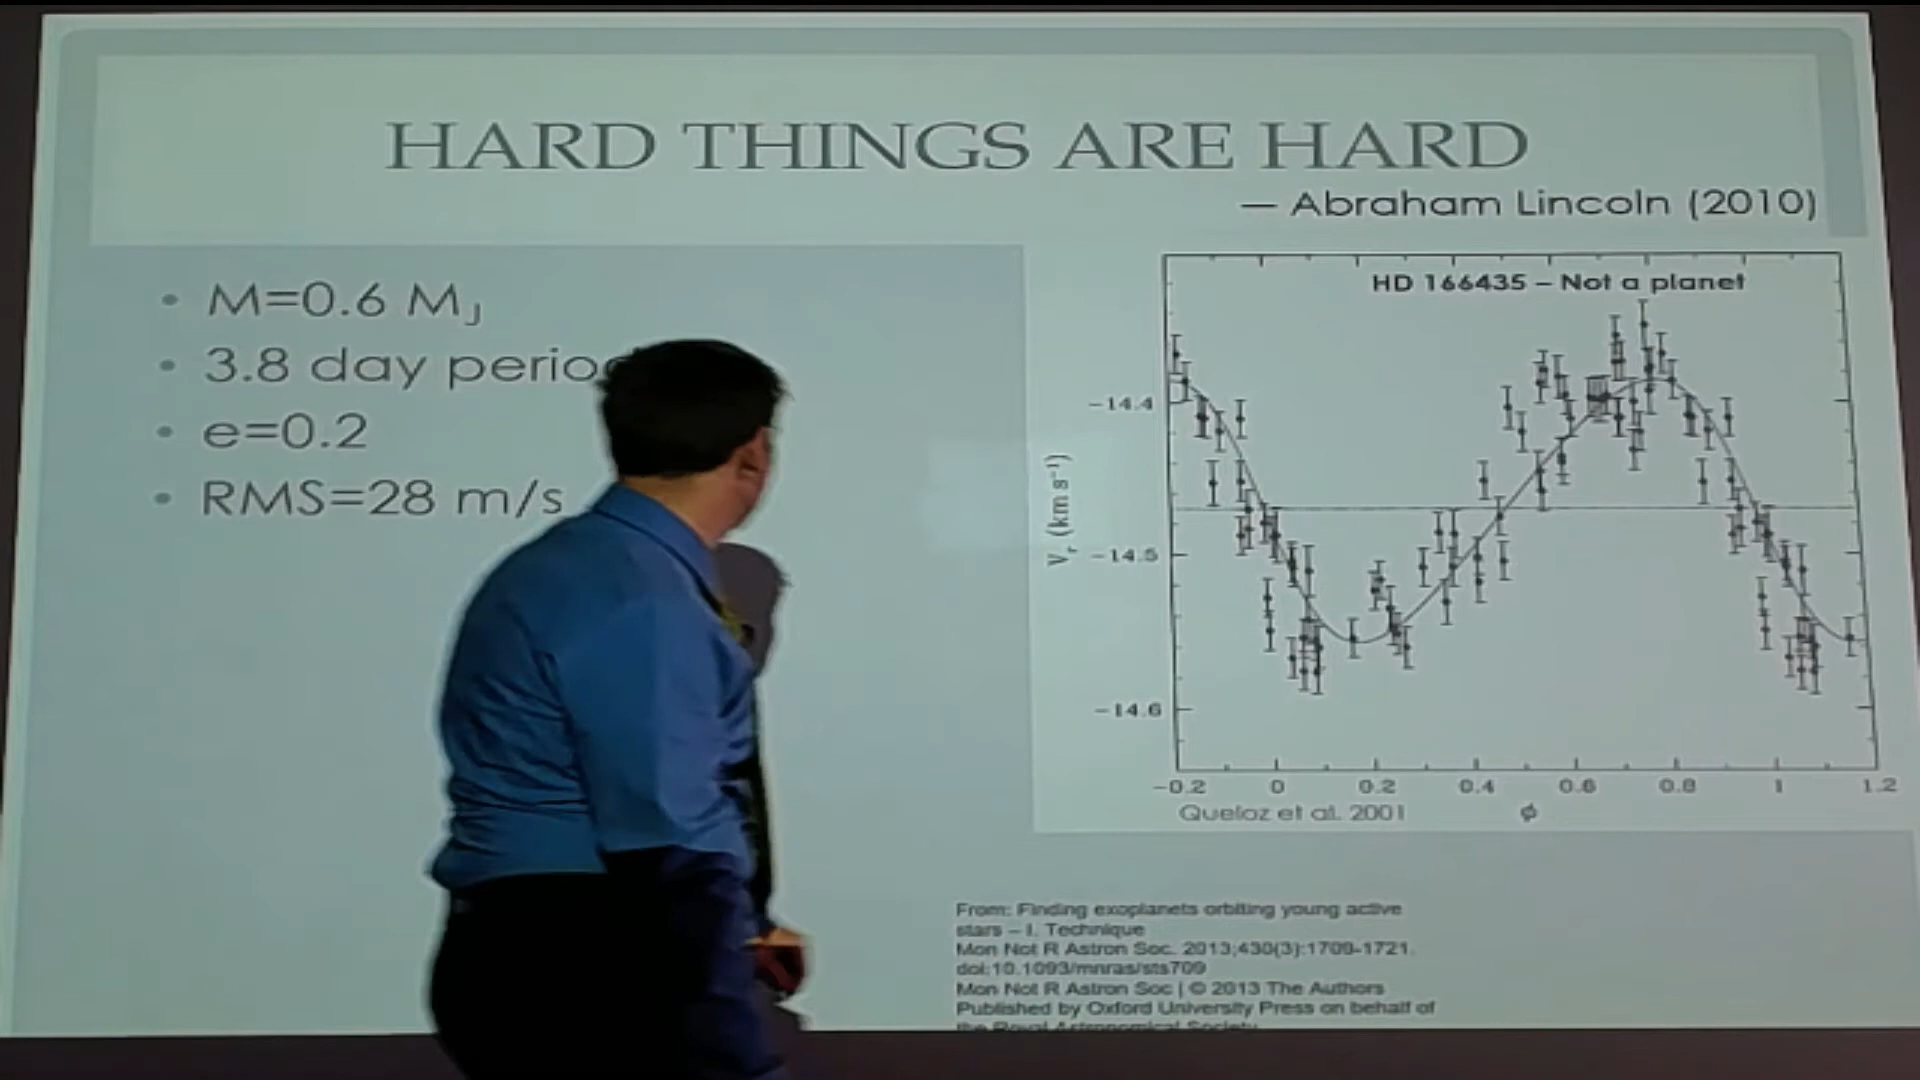 HARD THINGS ARE HARD
— Abraham Lincoln (2010)
• M=0.6 MJ
• 3.8 day perio
• e=0.2
• RMS=28 m/s
HD 166435 – Not a planet
Vr (km s⁻¹)
−14.4
−14.5
−14.6
−0.2 0 0.2 0.4 0.6 0.8 1 1.2
Queloz et al. 2001 ϕ
From: Finding exoplanets orbiting young active
stars – I. Technique
Mon Not R Astron Soc. 2013;430(3):1709-1721.
doi:10.1093/mnras/sts709
Mon Not R Astron Soc | © 2013 The Authors
Published by Oxford University Press on behalf of
the Royal Astronomical Society